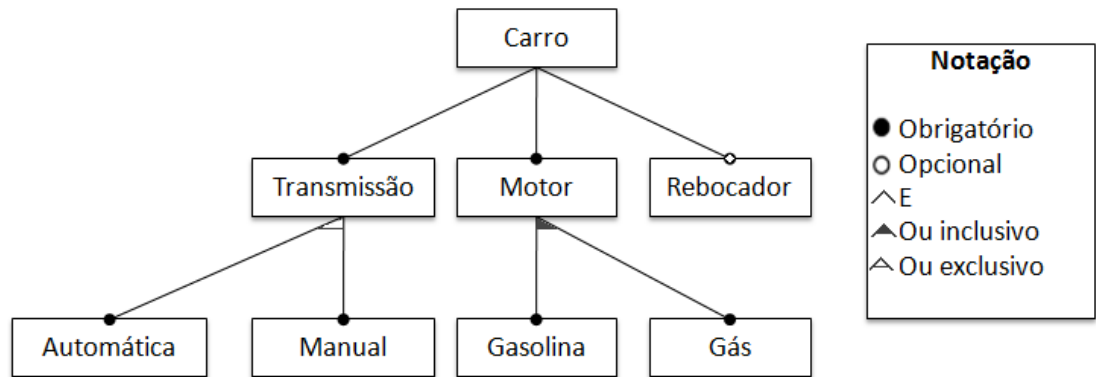 Carro
Notação
Obrigatório
Opcional
E
Ou inclusivo
Ou exclusivo
Transmissão
Motor
Rebocador
Automática
Manual
Gasolina
Gás